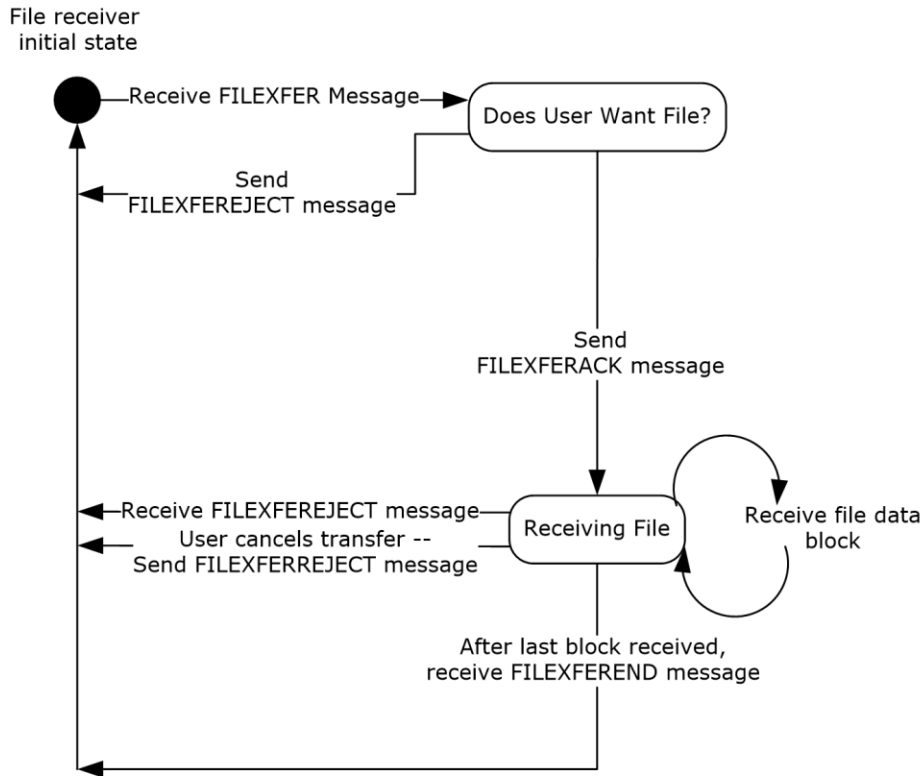 File receiver
initial state
Receive FILEXFER Message
Does User Want File?
Send
FILEXFEREJECT message
Send
FILEXFERACK message
Receive FILEXFEREJECT message
User cancels transfer --
Send FILEXFERREJECT message
Receiving File
Receive file data
block
After last block received,
receive FILEXFEREND message